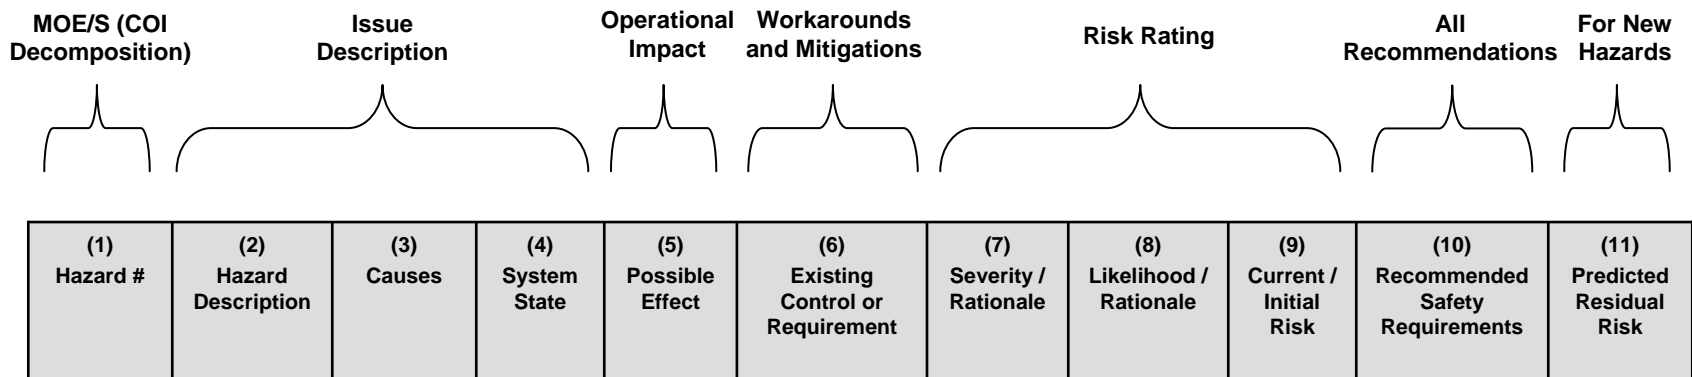 MOE/S (COI
Decomposition)
Issue
Description
Operational
Impact
Workarounds
and Mitigations
Risk Rating
All
Recommendations
For New
Hazards
(1)
Hazard #
(2)
Hazard
Description
(3)
Causes
(4)
System
State
(5)
Possible
Effect
(6)
Existing
Control or
Requirement
(7)
Severity /
Rationale
(8)
Likelihood /
Rationale
(9)
Current /
Initial
Risk
(10)
Recommended
Safety
Requirements
(11)
Predicted
Residual
Risk